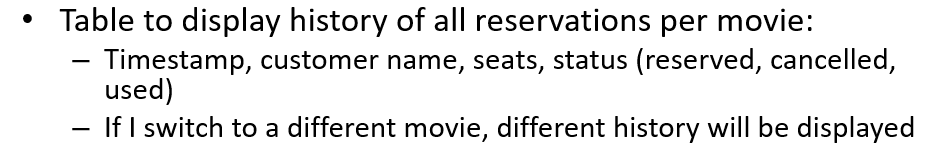 • Table to display history of all reservations per movie:
– Timestamp, customer name, seats, status (reserved, cancelled,
used)
– If I switch to a different movie, different history will be displayed